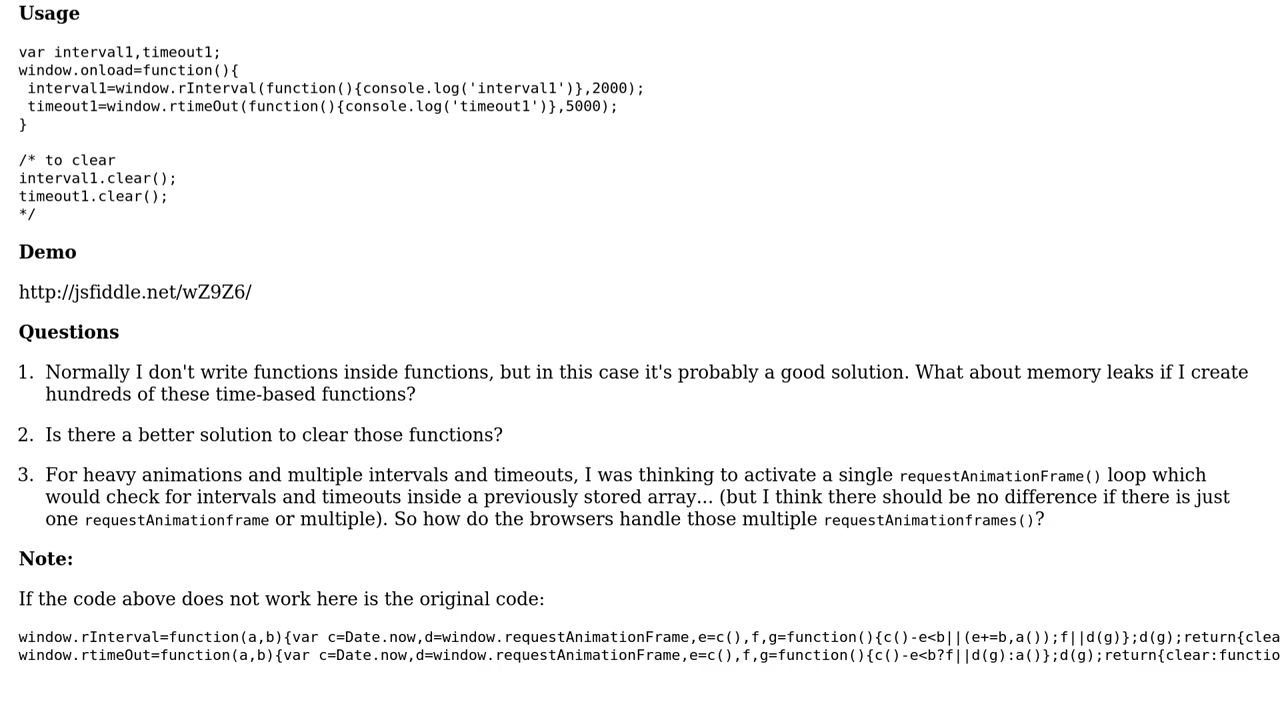 Usage
var interval1,timeout1;
window.onload=function(){
 interval1=window.rInterval(function(){console.log('interval1')},2000);
 timeout1=window.rtimeOut(function(){console.log('timeout1')},5000);
}
/* to clear
interval1.clear();
timeout1.clear();
*/
Demo
http://jsfiddle.net/wZ9Z6/
Questions
1. Normally I don't write functions inside functions, but in this case it's probably a good solution. What about memory leaks if I create
hundreds of these time-based functions?
2. Is there a better solution to clear those functions?
3. For heavy animations and multiple intervals and timeouts, I was thinking to activate a single requestAnimationFrame() loop which
would check for intervals and timeouts inside a previously stored array... (but I think there should be no difference if there is just
one requestAnimationframe or multiple). So how do the browsers handle those multiple requestAnimationframes()?
Note:
If the code above does not work here is the original code:
window.rInterval=function(a,b){var c=Date.now,d=window.requestAnimationFrame,e=c(),f,g=function(){c()-e<b||(e+=b,a());f||d(g)};d(g);return{clea
window.rtimeOut=function(a,b){var c=Date.now,d=window.requestAnimationFrame,e=c(),f,g=function(){c()-e<b?f||d(g):a()};d(g);return{clear:functio